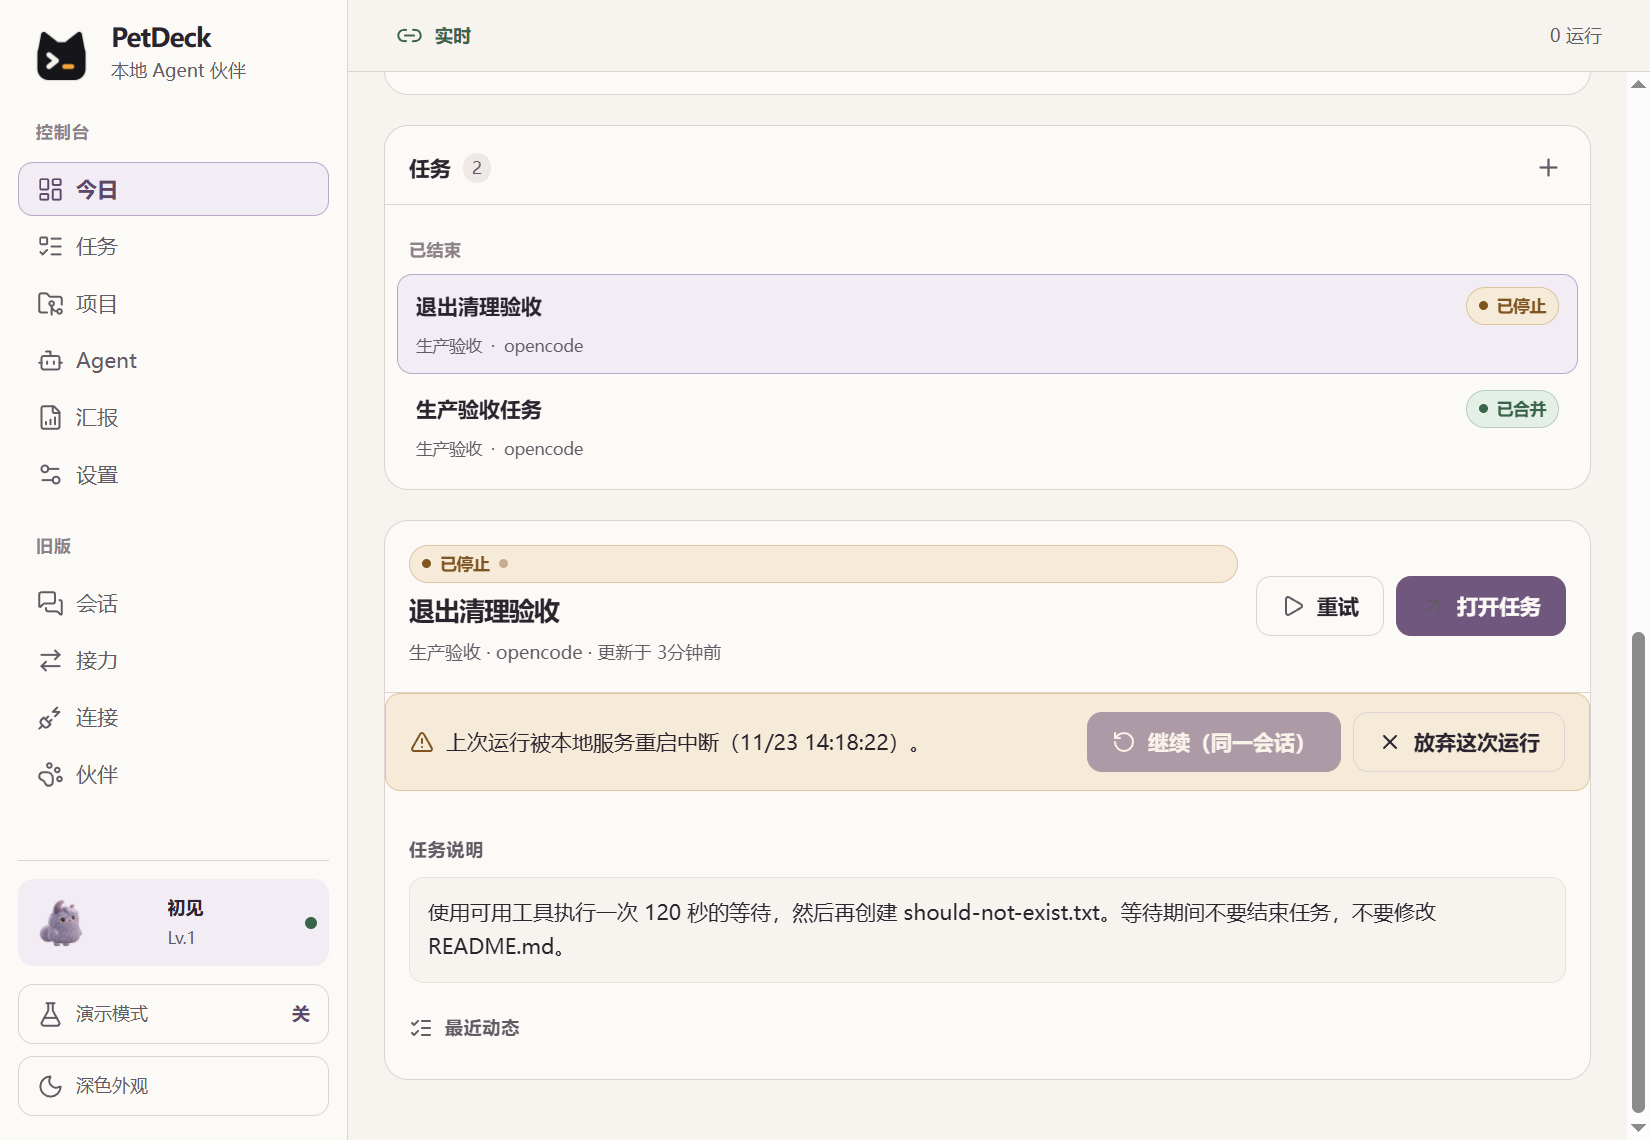 PetDeck
本地 Agent 伙伴
控制台
今日
任务
项目
Agent
汇报
设置
旧版
会话
接力
连接
伙伴
初见
Lv.1
演示模式 关
深色外观
实时
0 运行
任务 2
已结束
退出清理验收
已停止
生产验收 · opencode
生产验收任务
已合并
生产验收 · opencode
已停止
退出清理验收
生产验收 · opencode · 更新于 3分钟前
重试
打开任务
上次运行被本地服务重启中断（11/23 14:18:22）。
继续（同一会话）
放弃这次运行
任务说明
使用可用工具执行一次 120 秒的等待，然后再创建 should-not-exist.txt。等待期间不要结束任务，不要修改
README.md。
最近动态